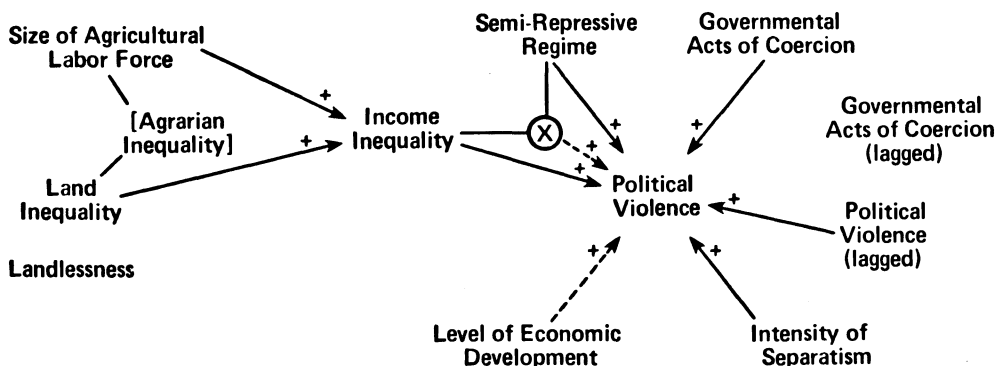 Size of Agricultural
Labor Force
[Agrarian
Inequality]
Land
Inequality
Landlessness
+
+
Income
Inequality
Semi-Repressive
Regime
X
+
+
+
Governmental
Acts of Coercion
+
Governmental
Acts of Coercion
(lagged)
Political
Violence
+
Political
Violence
(lagged)
+
Level of Economic
Development
+
Intensity of
Separatism